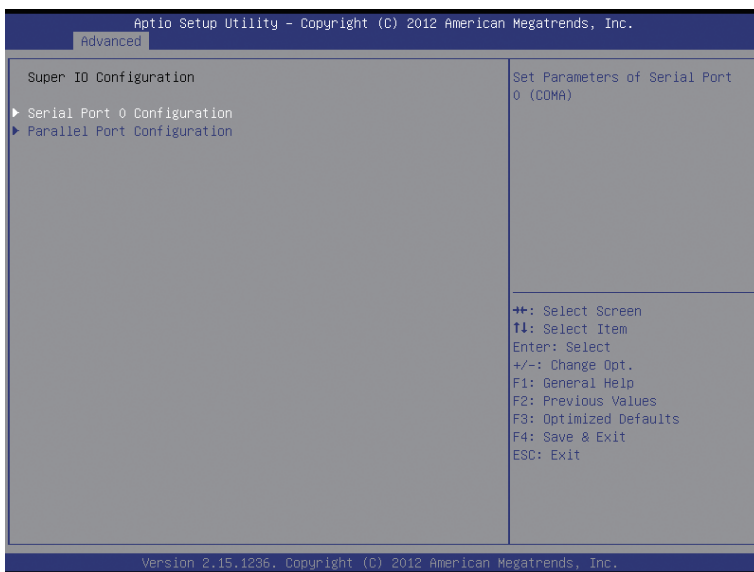 Aptio Setup Utility – Copyright (C) 2012 American Megatrends, Inc.
Advanced
Super IO Configuration
Serial Port 0 Configuration
Parallel Port Configuration
Set Parameters of Serial Port
0 (COMA)
→←: Select Screen
↑↓: Select Item
Enter: Select
+/-: Change Opt.
F1: General Help
F2: Previous Values
F3: Optimized Defaults
F4: Save & Exit
ESC: Exit
Version 2.15.1236. Copyright (C) 2012 American Megatrends, Inc.